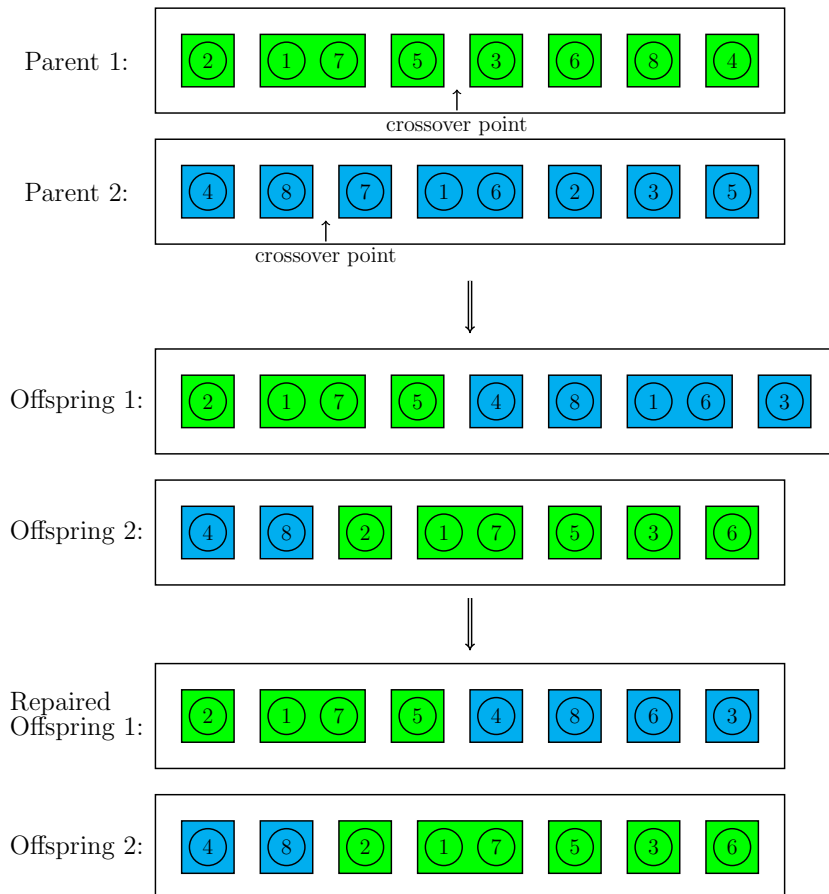 Parent 1: 2 1 7 5 3 6 8 4
↑
crossover point
Parent 2: 4 8 7 1 6 2 3 5
↑
crossover point
⇓
Offspring 1: 2 1 7 5 4 8 1 6 3
Offspring 2: 4 8 2 1 7 5 3 6
⇓
Repaired
Offspring 1: 2 1 7 5 4 8 6 3
Offspring 2: 4 8 2 1 7 5 3 6